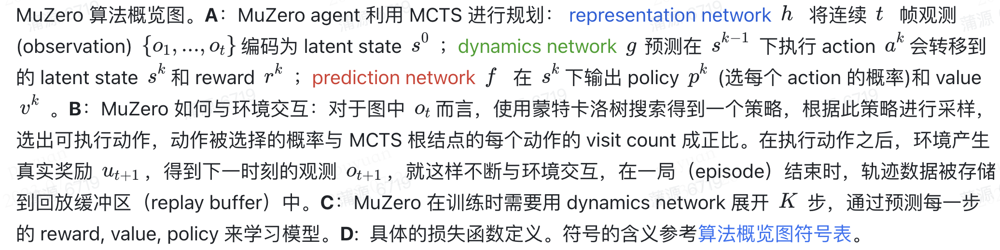 MuZero 算法概览图。A：MuZero agent 利用 MCTS 进行规划： representation network h 将连续 t 帧观测
(observation) {o_1, ..., o_t} 编码为 latent state s^0 ；dynamics network g 预测在 s^{k-1} 下执行 action a^k 会转移到
的 latent state s^k 和 reward r^k ；prediction network f 在 s^k 下输出 policy p^k (选每个 action 的概率)和 value
v^k 。B：MuZero 如何与环境交互：对于图中 o_t 而言，使用蒙特卡洛树搜索得到一个策略，根据此策略进行采样，
选出可执行动作，动作被选择的概率与 MCTS 根结点的每个动作的 visit count 成正比。在执行动作之后，环境产生
真实奖励 u_{t+1} ，得到下一时刻的观测 o_{t+1} ，就这样不断与环境交互，在一局（episode）结束时，轨迹数据被存储
到回放缓冲区（replay buffer）中。C：MuZero 在训练时需要用 dynamics network 展开 K 步，通过预测每一步
的 reward, value, policy 来学习模型。D：具体的损失函数定义。符号的含义参考算法概览图符号表。
蒲源 6719